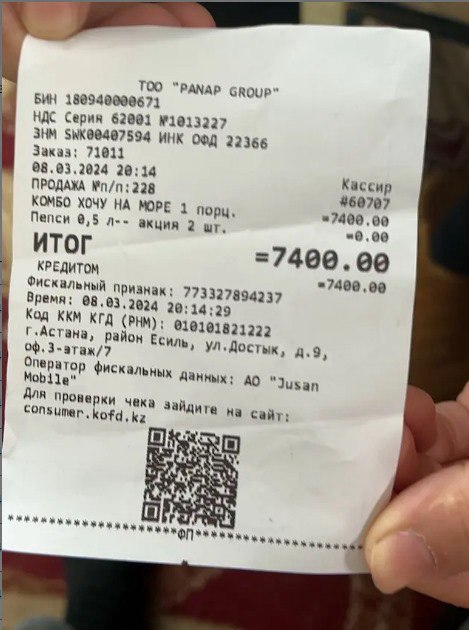 ТОО "PANAP GROUP"
БИН 180940000671
НДС Серия 62001 №1013227
ЗНМ SWK00407594 ИНК ОФД 22366
Заказ: 71011
08.03.2024 20:14
Кассир
ПРОДАЖА №п/п:228
#60707
КОМБО ХОЧУ НА МОРЕ 1 порц.
=7400.00
Пепси 0,5 л-- акция 2 шт.
=0.00
ИТОГ
=7400.00
КРЕДИТОМ
=7400.00
Фискальный признак: 773327894237
Время: 08.03.2024 20:14:29
Код ККМ КГД (РНМ): 010101821222
г.Астана, район Есиль, ул.Достык, д.9,
оф.3-этаж/7
Оператор фискальных данных: АО "Jusan
Mobile"
Для проверки чека зайдите на сайт:
consumer.kofd.kz
ФП